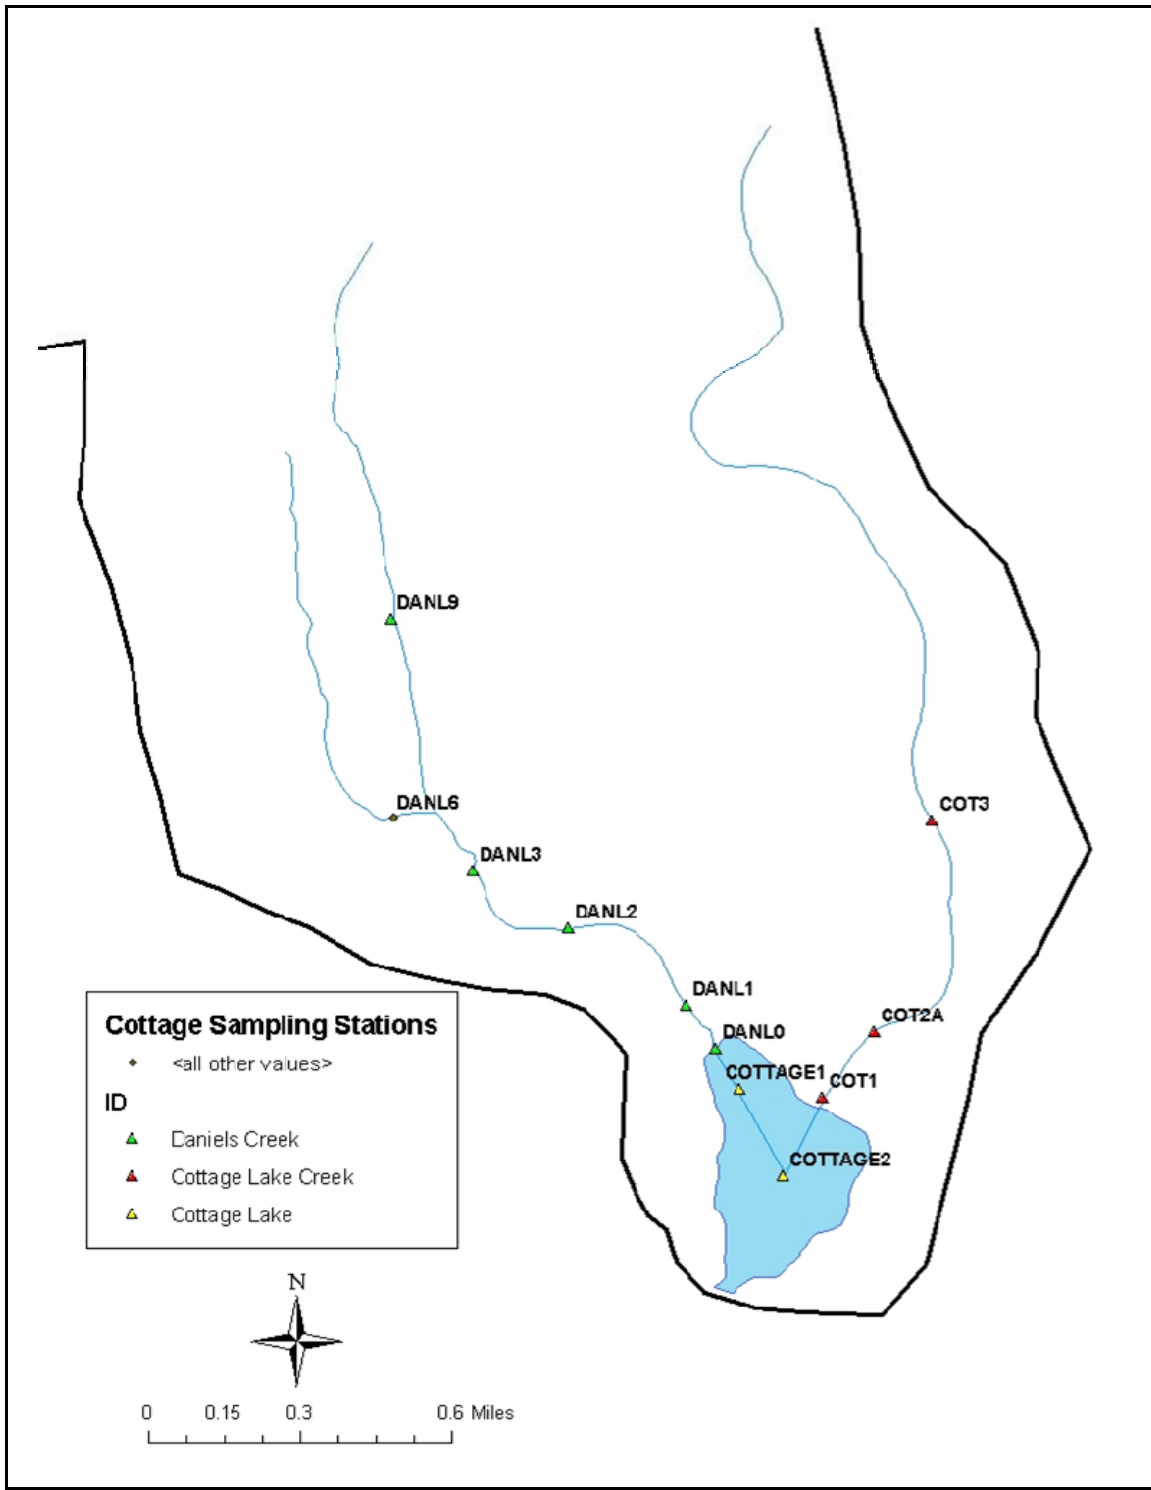 DANL9
DANL6
COT3
DANL3
DANL2
DANL1
COT2A
DANL0
COTTAGE1
COT1
COTTAGE2
Cottage Sampling Stations
<all other values>
ID
Daniels Creek
Cottage Lake Creek
Cottage Lake
N
0 0.15 0.3 0.6 Miles